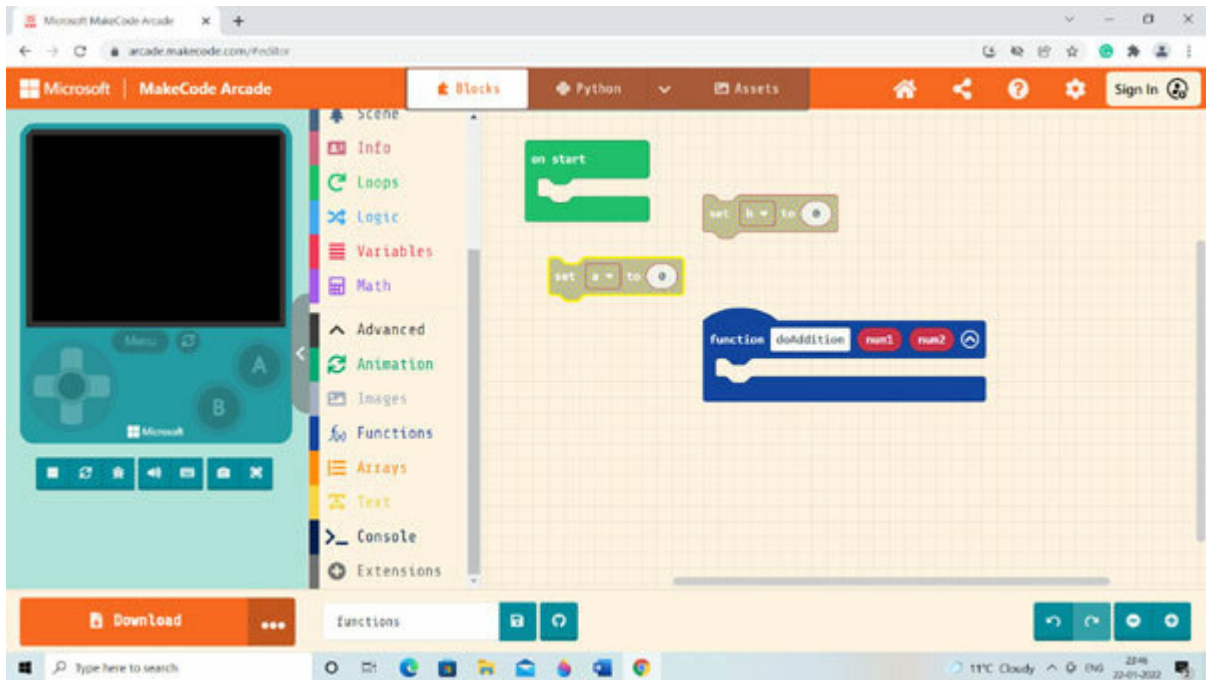 Microsoft MakeCode Arcade
arcade.makecode.com/#editor
Microsoft | MakeCode Arcade
Blocks
Python
Assets
Sign In
Scene
Info
Loops
Logic
Variables
Math
Advanced
Animation
Images
Functions
Arrays
Text
Console
Extensions
Menu
A
B
Microsoft
on start
set b to 0
set a to 0
function doAddition num1 num2
Download
functions
Type here to search
11°C Cloudy
ENG
22-01-2022